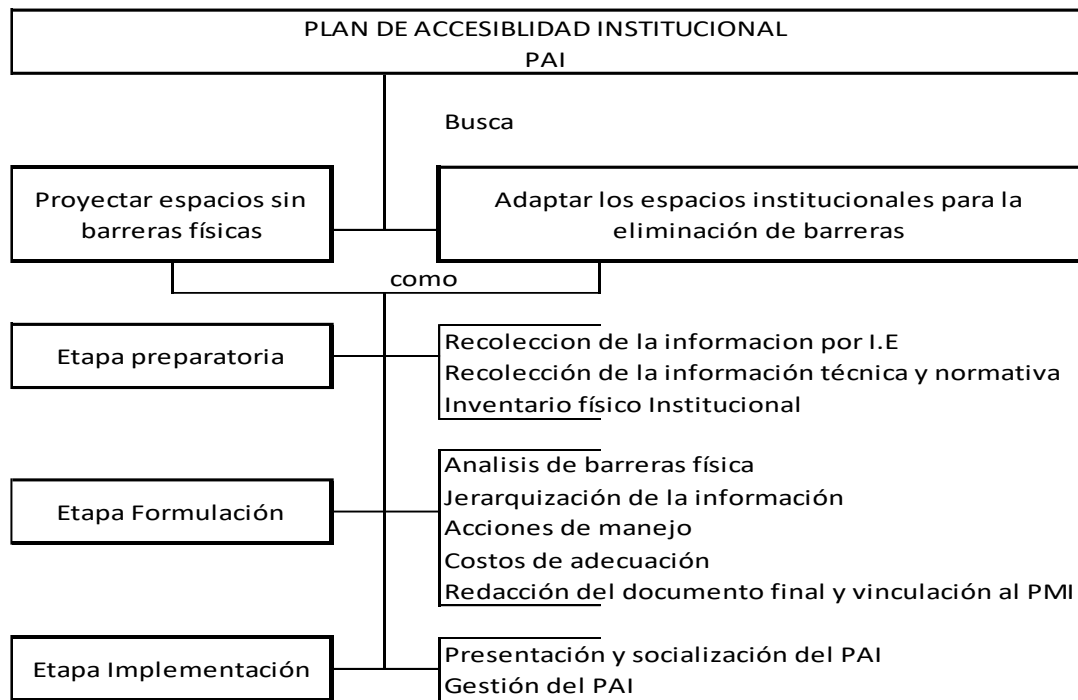 PLAN DE ACCESIBLIDAD INSTITUCIONAL
PAI
Busca
Proyectar espacios sin
barreras físicas
Adaptar los espacios institucionales para la
eliminación de barreras
como
Etapa preparatoria
Recoleccion de la informacion por I.E
Recolección de la información técnica y normativa
Inventario físico Institucional
Etapa Formulación
Analisis de barreras física
Jerarquización de la información
Acciones de manejo
Costos de adecuación
Redacción del documento final y vinculación al PMI
Etapa Implementación
Presentación y socialización del PAI
Gestión del PAI